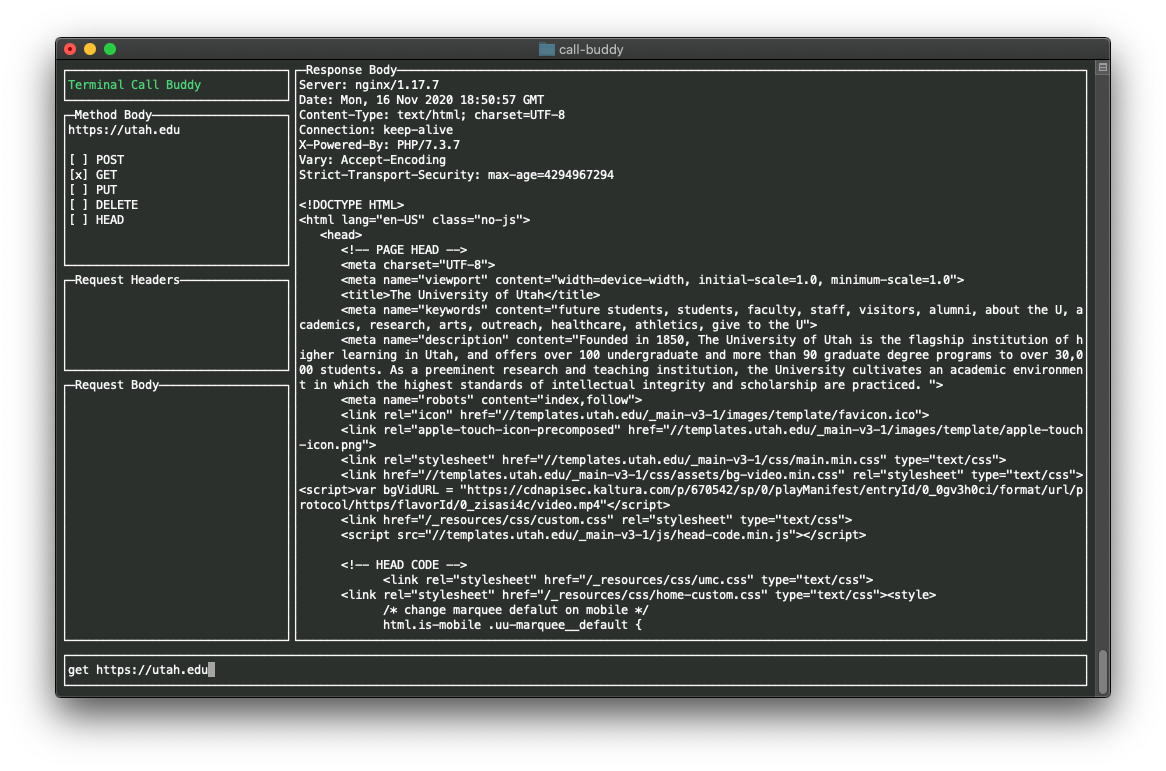 call-buddy
Terminal Call Buddy
Method Body
https://utah.edu
[ ] POST
[x] GET
[ ] PUT
[ ] DELETE
[ ] HEAD
Request Headers
Request Body
Response Body
Server: nginx/1.17.7
Date: Mon, 16 Nov 2020 18:50:57 GMT
Content-Type: text/html; charset=UTF-8
Connection: keep-alive
X-Powered-By: PHP/7.3.7
Vary: Accept-Encoding
Strict-Transport-Security: max-age=4294967294
<!DOCTYPE HTML>
<html lang="en-US" class="no-js">
<head>
<!-- PAGE HEAD -->
<meta charset="UTF-8">
<meta name="viewport" content="width=device-width, initial-scale=1.0, minimum-scale=1.0">
<title>The University of Utah</title>
<meta name="keywords" content="future students, students, faculty, staff, visitors, alumni, about the U, a
cademics, research, arts, outreach, healthcare, athletics, give to the U">
<meta name="description" content="Founded in 1850, The University of Utah is the flagship institution of h
igher learning in Utah, and offers over 100 undergraduate and more than 90 graduate degree programs to over 30,0
00 students. As a preeminent research and teaching institution, the University cultivates an academic environmen
t in which the highest standards of intellectual integrity and scholarship are practiced. ">
<meta name="robots" content="index,follow">
<link rel="icon" href="//templates.utah.edu/_main-v3-1/images/template/favicon.ico">
<link rel="apple-touch-icon-precomposed" href="//templates.utah.edu/_main-v3-1/images/template/apple-touch
-icon.png">
<link rel="stylesheet" href="//templates.utah.edu/_main-v3-1/css/main.min.css" type="text/css">
<link href="//templates.utah.edu/_main-v3-1/css/assets/bg-video.min.css" rel="stylesheet" type="text/css">
<script>var bgVidURL = "https://cdnapisec.kaltura.com/p/670542/sp/0/playManifest/entryId/0_0gv3h0ci/format/url/p
rotocol/https/flavorId/0_zisasi4c/video.mp4"</script>
<link href="/_resources/css/custom.css" rel="stylesheet" type="text/css">
<script src="//templates.utah.edu/_main-v3-1/js/head-code.min.js"></script>
<!-- HEAD CODE -->
<link rel="stylesheet" href="/_resources/css/umc.css" type="text/css">
<link rel="stylesheet" href="/_resources/css/home-custom.css" type="text/css"><style>
/* change marquee defalut on mobile */
html.is-mobile .uu-marquee__default {
get https://utah.edu